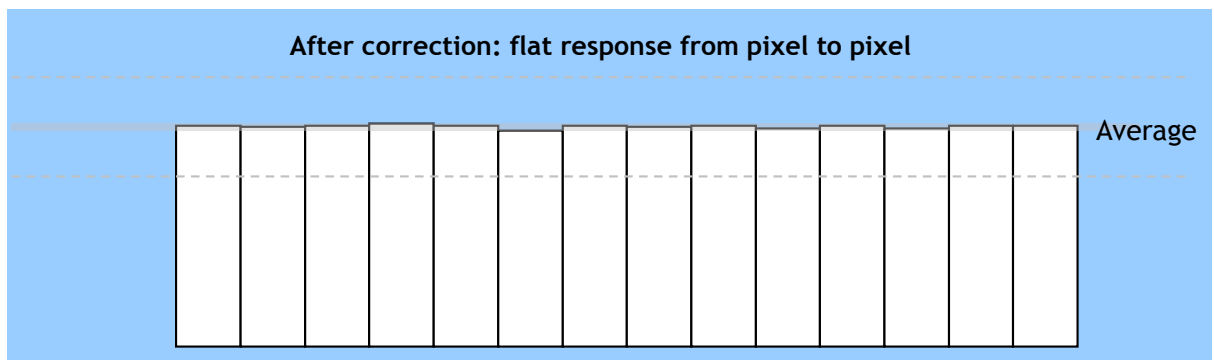 After correction: flat response from pixel to pixel
Average